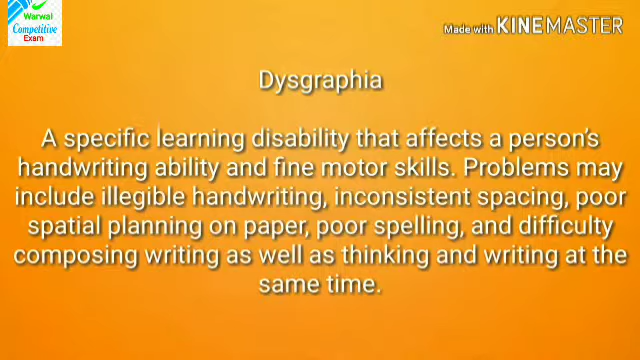 Warwal
Competitive
Exam
Made with KINEMASTER
Dysgraphia
A specific learning disability that affects a person's
handwriting ability and fine motor skills. Problems may
include illegible handwriting, inconsistent spacing, poor
spatial planning on paper, poor spelling, and difficulty
composing writing as well as thinking and writing at the
same time.